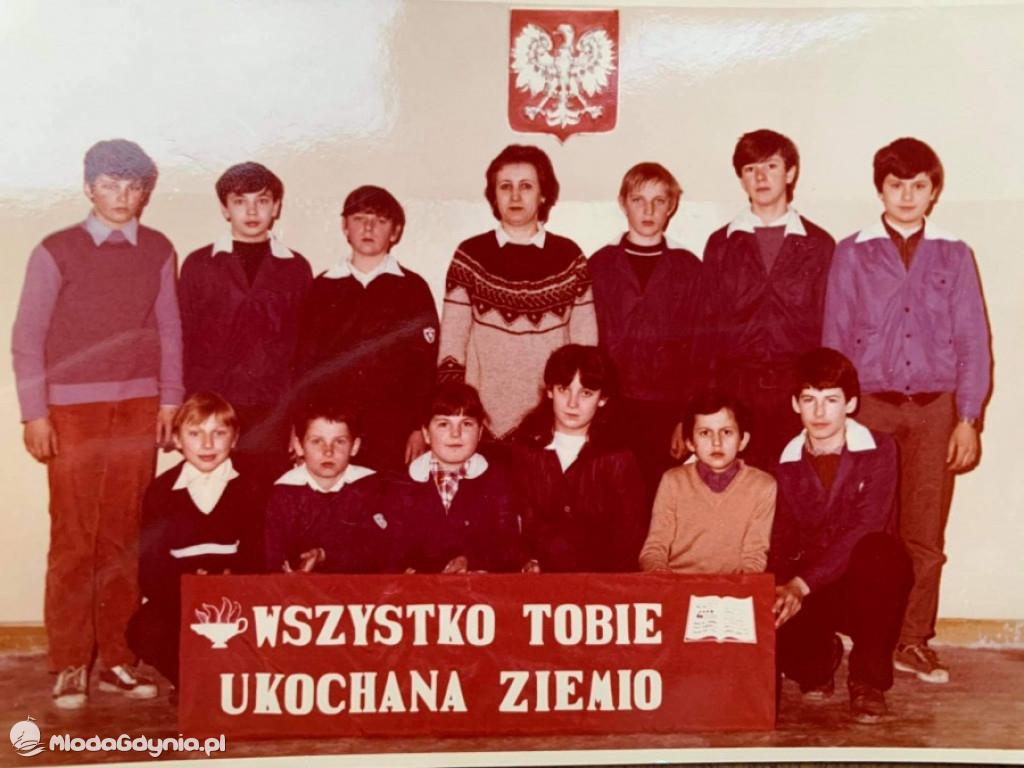 WSZYSTKO TOBIE
UKOCHANA ZIEMIO
MlodaGdynia.pl